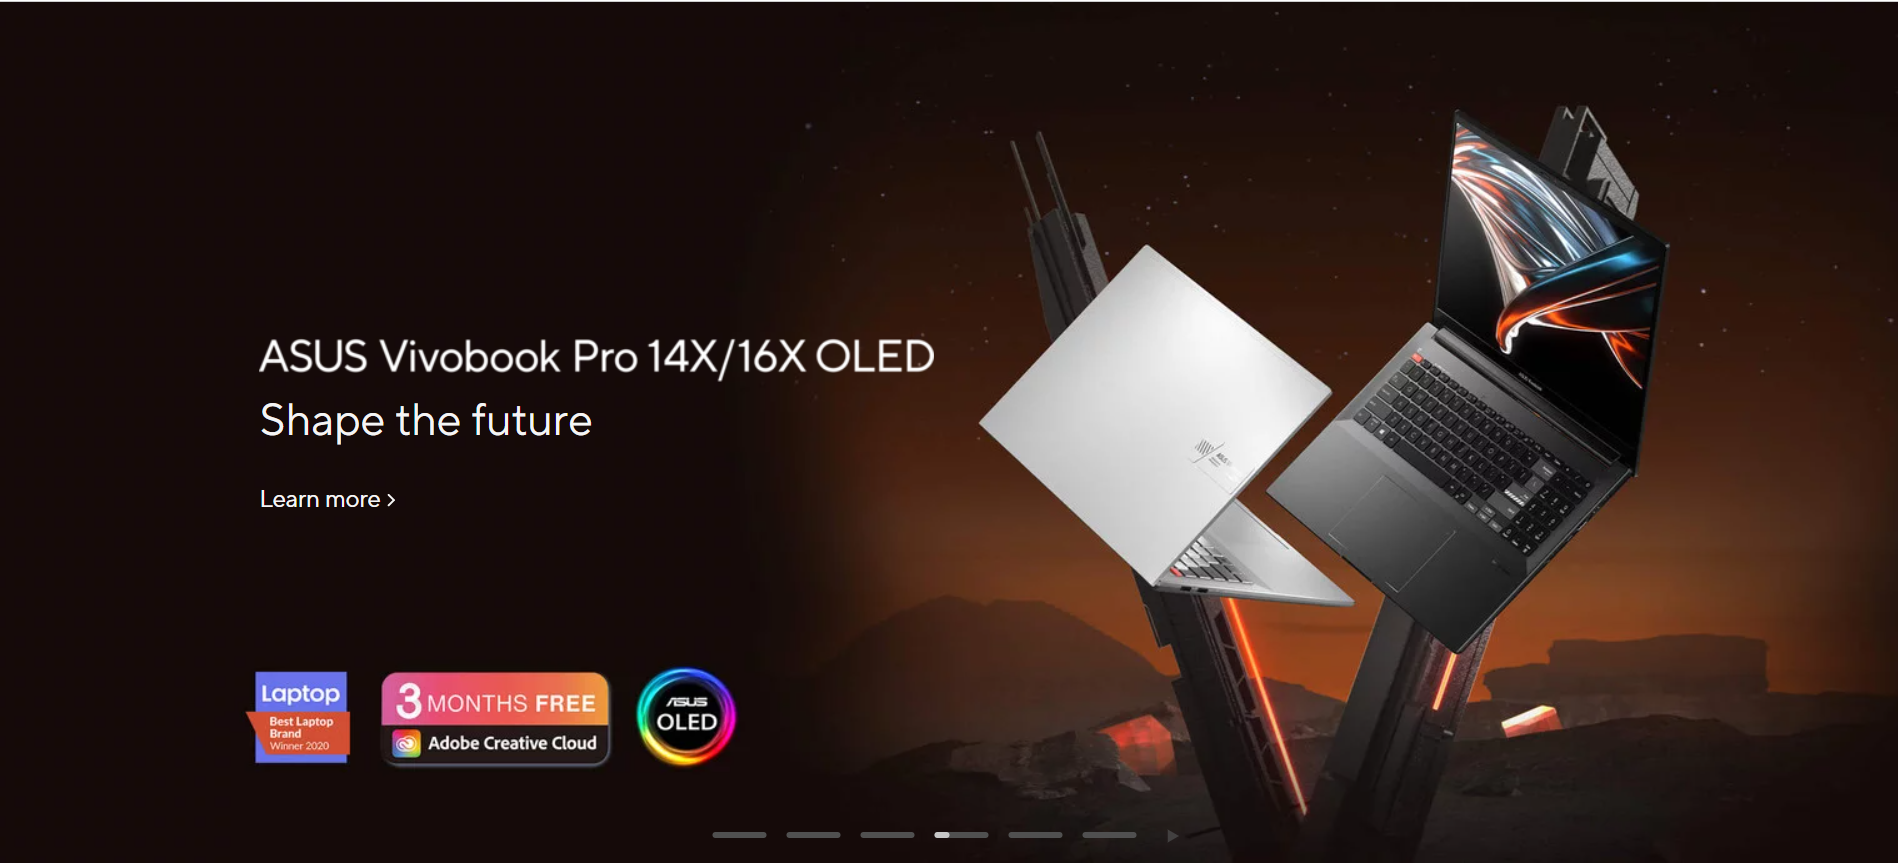 ASUS Vivobook Pro 14X/16X OLED
Shape the future
Learn more >
Laptop
Best Laptop
Brand
Winner 2020
3 MONTHS FREE
Adobe Creative Cloud
ASUS
OLED